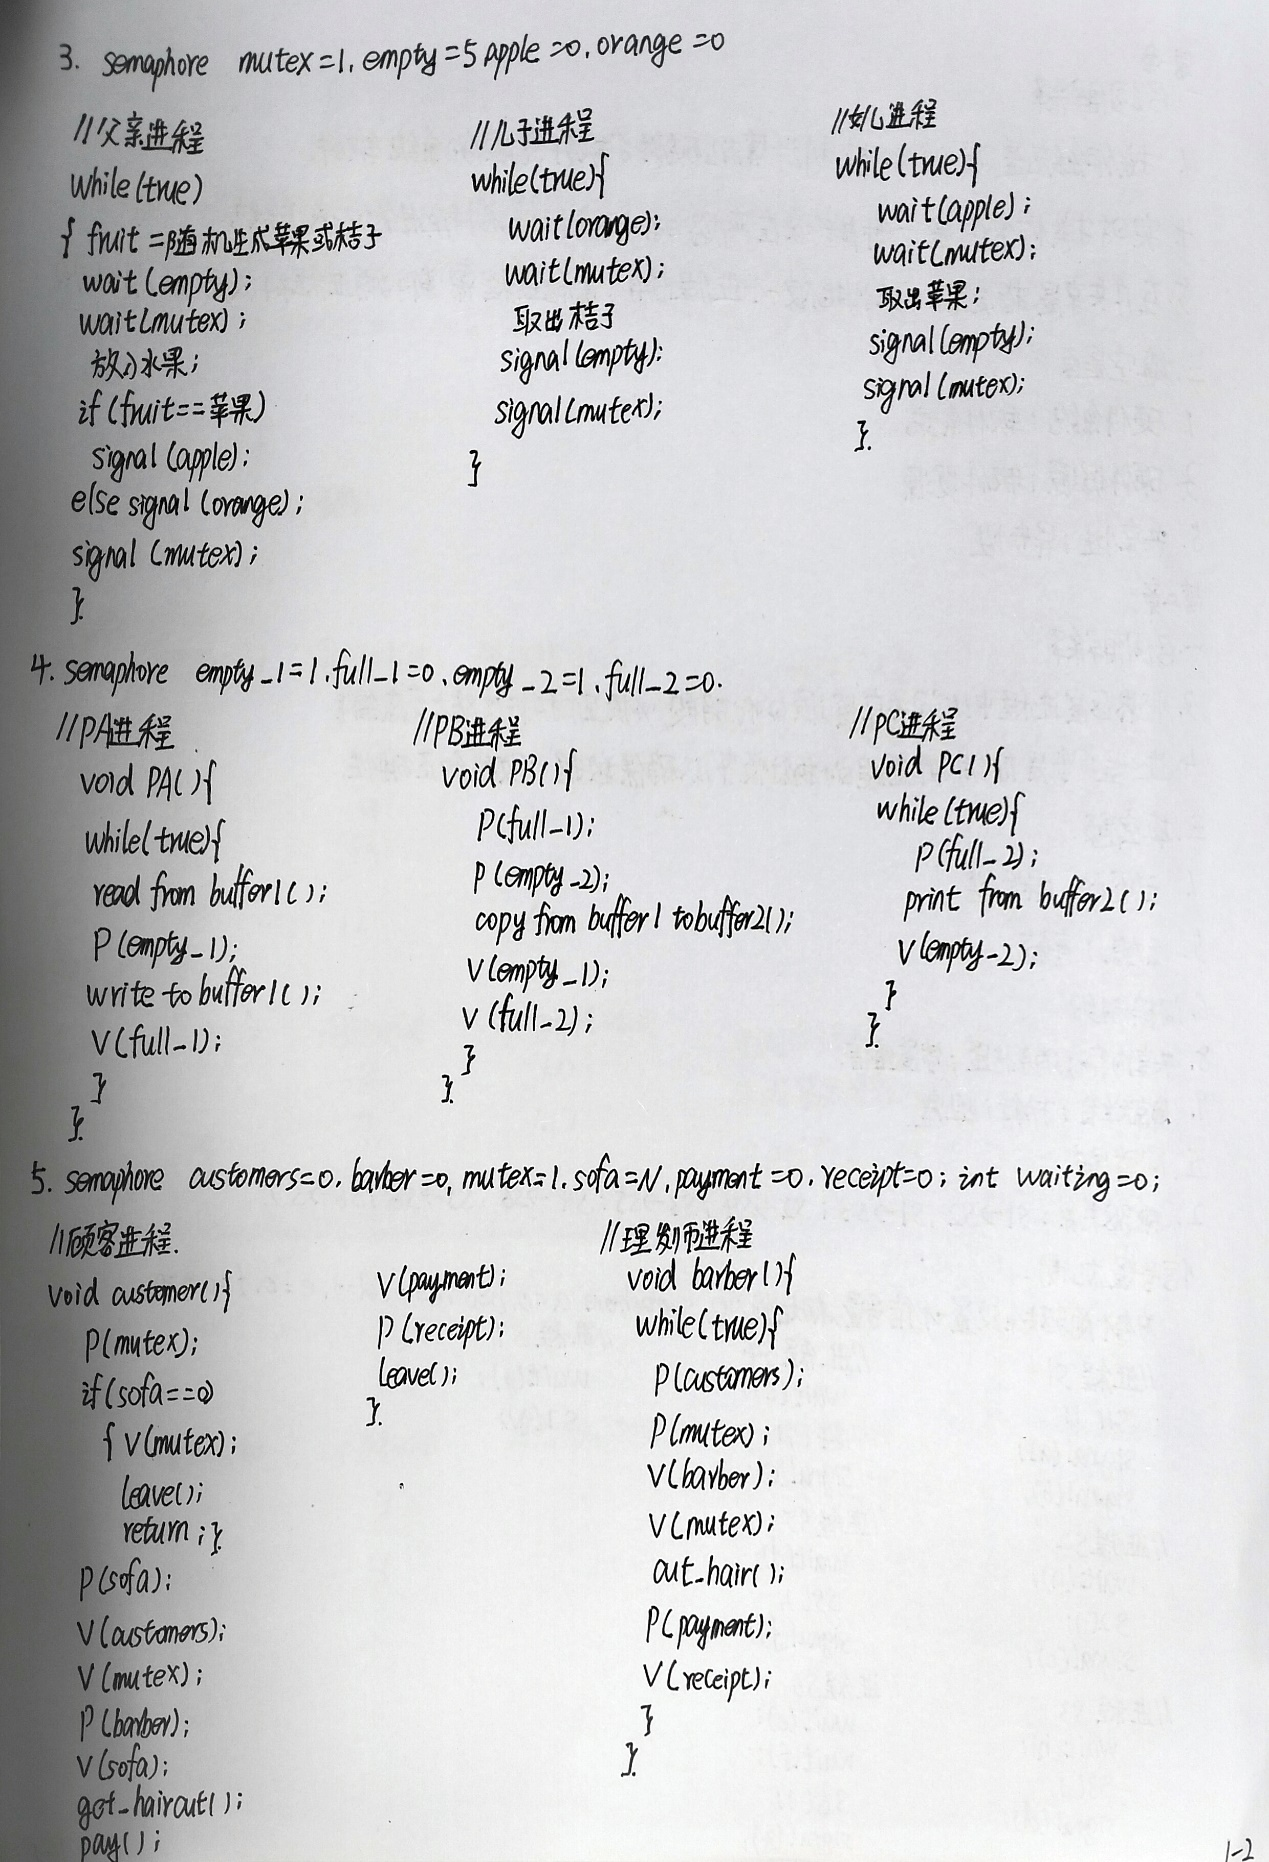 3. semaphore mutex=1, empty=5 apple=0, orange=0
//父亲进程
while(true)
{ fruit=随机生成苹果或桔子
wait(empty);
wait(mutex);
放入水果;
if(fruit==苹果)
signal(apple);
else signal(orange);
signal(mutex);
}.
//儿子进程
while(true){
wait(orange);
wait(mutex);
取出桔子
signal(empty);
signal(mutex);
}
//女儿进程
while(true){
wait(apple);
wait(mutex);
取出苹果;
signal(empty);
signal(mutex);
}.
4. semaphore empty_1=1, full_1=0, empty_2=1, full_2=0.
//PA进程
void PA(){
while(true){
read from buffer1();
P(empty_1);
write to buffer1();
V(full_1);
}
}.
//PB进程
void PB(){
P(full_1);
P(empty_2);
copy from buffer1 to buffer2();
V(empty_1);
V(full_2);
}
}.
//PC进程
void PC(){
while(true){
P(full_2);
print from buffer2();
V(empty_2);
}
}.
5. semaphore customers=0, barber=0, mutex=1, sofa=N, payment=0, receipt=0; int waiting=0;
//顾客进程.
void customer(){
P(mutex);
if(sofa==0)
{ V(mutex);
leave();
return;}
P(sofa);
V(customers);
V(mutex);
P(barber);
V(sofa);
get_haircut();
pay();
V(payment);
P(receipt);
leave();
}.
//理发师进程
void barber(){
while(true){
P(customers);
P(mutex);
V(barber);
V(mutex);
cut_hair();
P(payment);
V(receipt);
}
}.
1-2